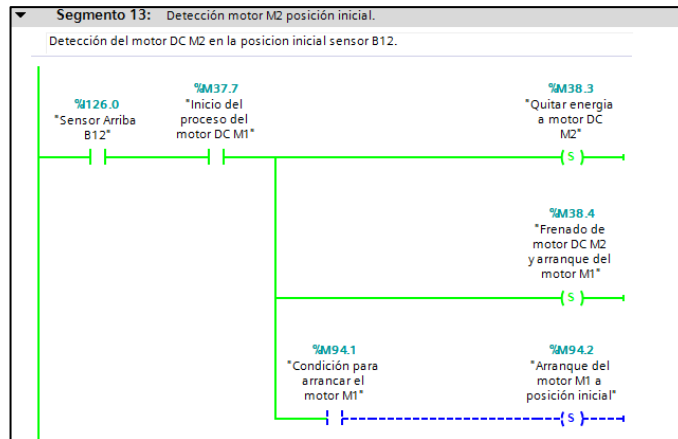 Segmento 13: Detección motor M2 posición inicial.
Detección del motor DC M2 en la posicion inicial sensor B12.
%I126.0
"Sensor Arriba
B12"
%M37.7
"Inicio del
proceso del
motor DC M1"
%M38.3
"Quitar energia
a motor DC
M2"
S
%M38.4
"Frenado de
motor DC M2
y arranque del
motor M1"
S
%M94.1
"Condición para
arrancar el
motor M1"
%M94.2
"Arranque del
motor M1 a
posición inicial"
S